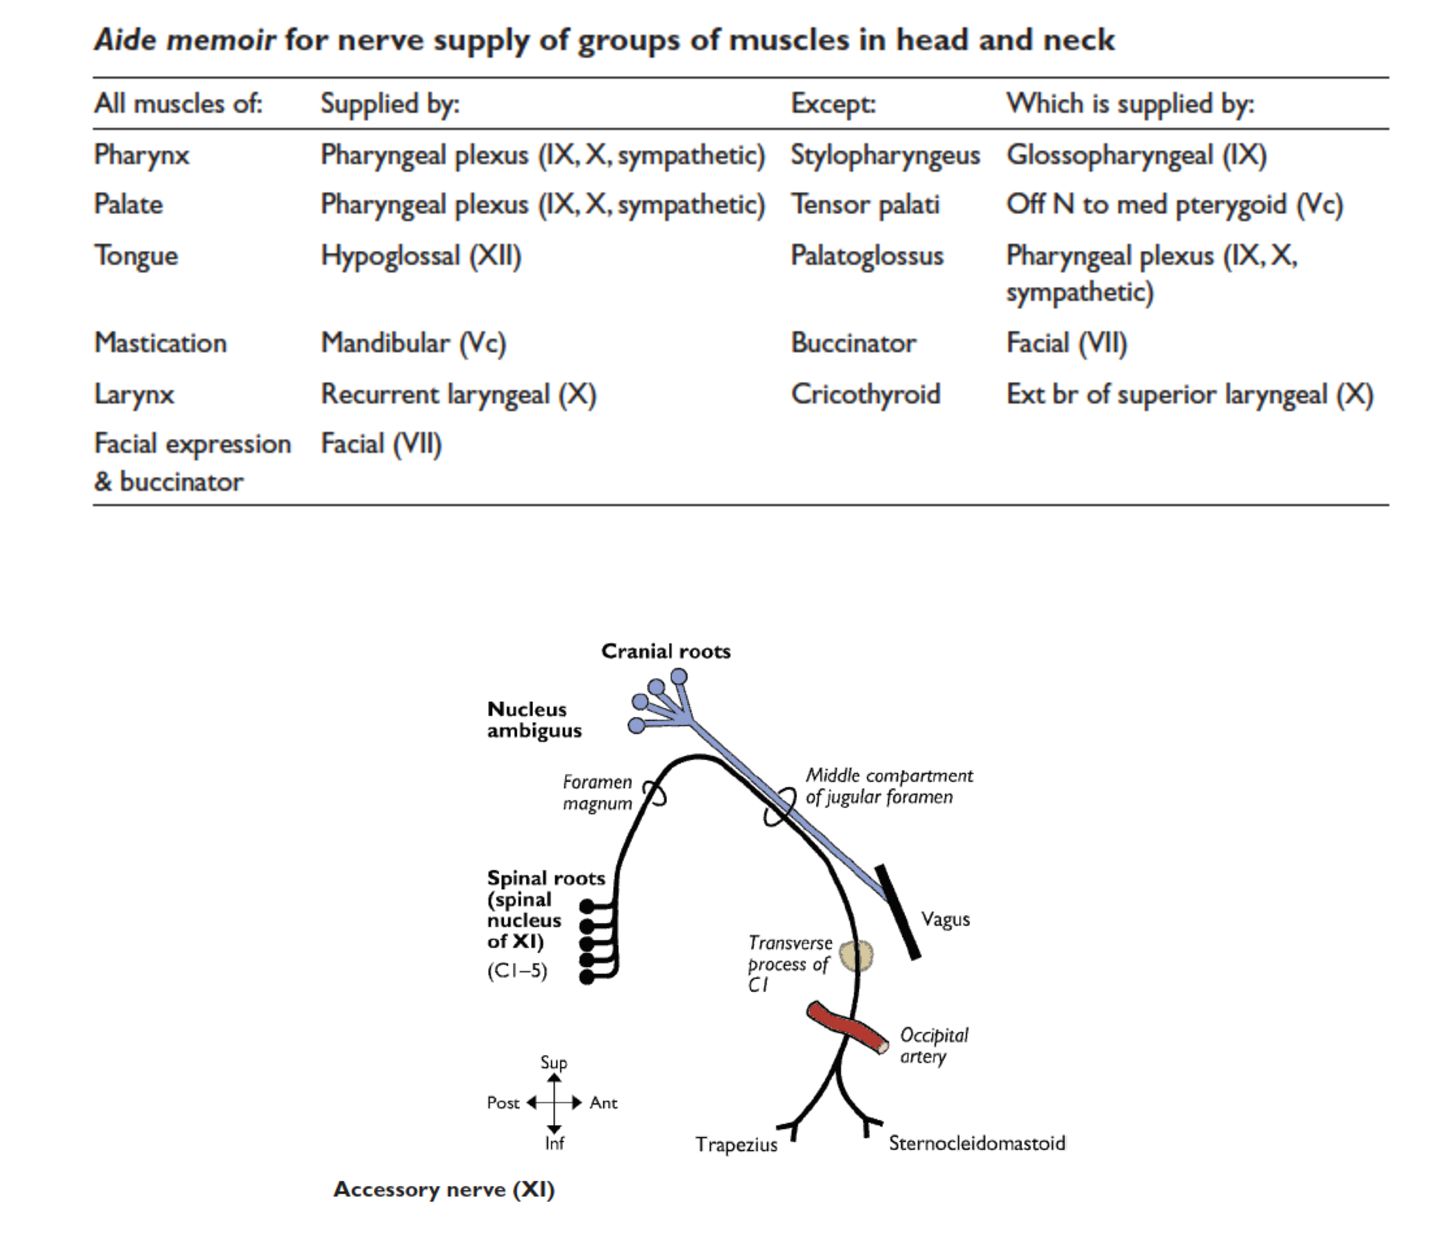 Aide memoir for nerve supply of groups of muscles in head and neck
All muscles of: Supplied by: Except: Which is supplied by:
Pharynx Pharyngeal plexus (IX, X, sympathetic) Stylopharyngeus Glossopharyngeal (IX)
Palate Pharyngeal plexus (IX, X, sympathetic) Tensor palati Off N to med pterygoid (Vc)
Tongue Hypoglossal (XII) Palatoglossus Pharyngeal plexus (IX, X,
sympathetic)
Mastication Mandibular (Vc) Buccinator Facial (VII)
Larynx Recurrent laryngeal (X) Cricothyroid Ext br of superior laryngeal (X)
Facial expression Facial (VII)
& buccinator
Cranial roots
Nucleus
ambiguus
Foramen
magnum
Middle compartment
of jugular foramen
Spinal roots
(spinal
nucleus
of XI)
(C1–5)
Vagus
Transverse
process of
C1
Occipital
artery
Sup
Post Ant
Inf
Trapezius
Sternocleidomastoid
Accessory nerve (XI)